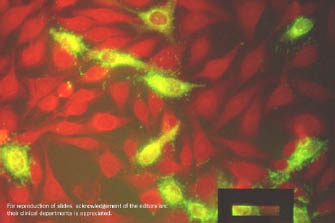 For reproduction of slides, acknowledgement of the editors and
their clinical departments is appreciated.